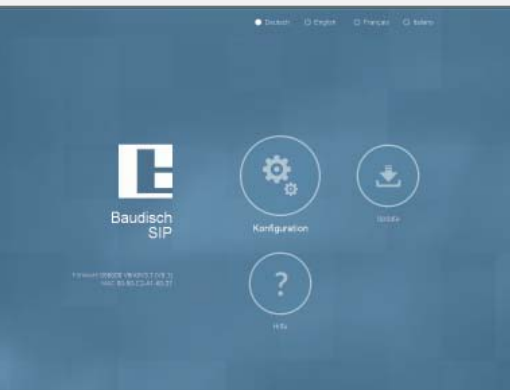 Deutsch English Français Italiano
Baudisch
SIP
Konfiguration
Update
?
Hilfe